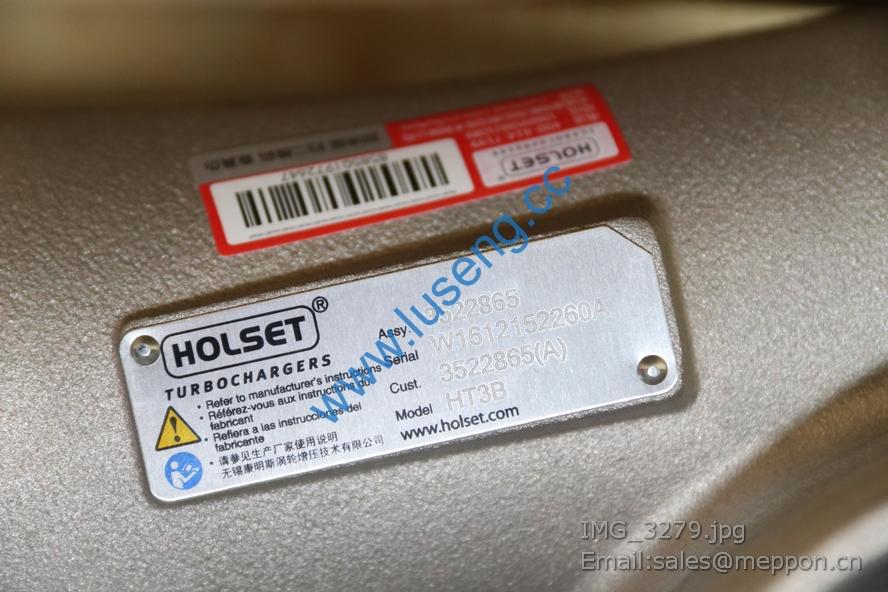 HOLSET
HOLSET®
TURBOCHARGERS
Assy. 3522865
Serial W1612152260A
Cust. 3522865(A)
Model HT3B
www.holset.com
• Refer to manufacturer's instructions
• Référez-vous aux instructions du
fabricant
• Refiera a las instrucciones del
fabricante
• 请参见生产厂家使用说明
无锡康明斯涡轮增压技术有限公司
www.luseng.cc
IMG_3279.jpg
Email:sales@meppon.cn